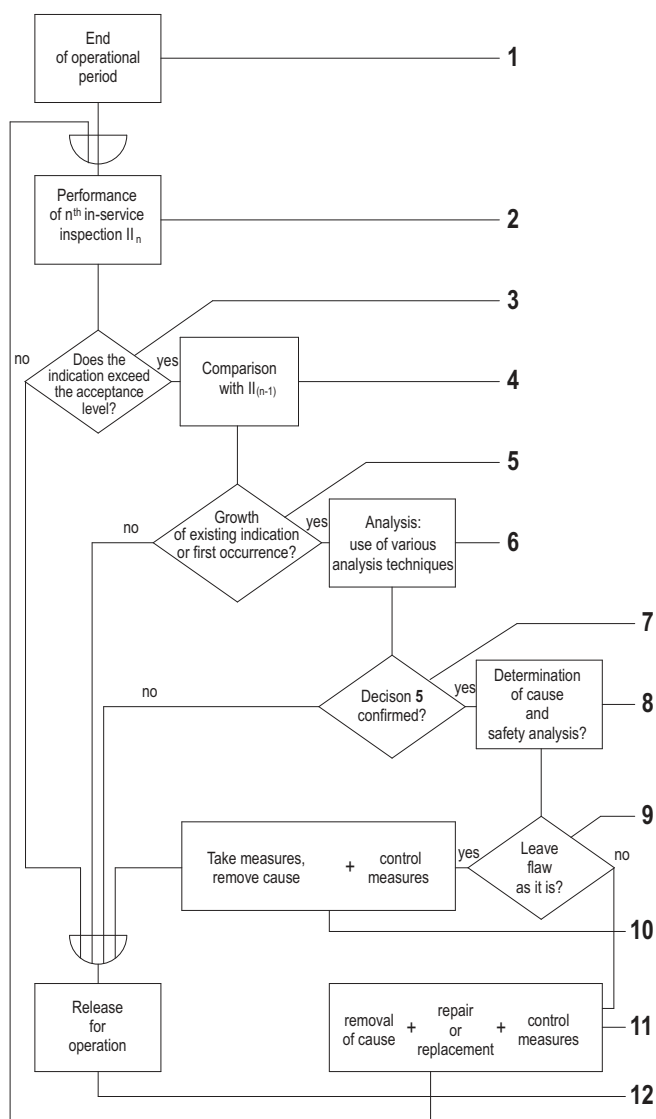 End
of operational
period
1
Performance
of nth in-service
inspection II n
2
3
no
Does the
indication exceed
the acceptance
level?
yes
Comparison
with II(n-1)
4
5
no
Growth
of existing indication
or first occurrence?
yes
Analysis:
use of various
analysis techniques
6
7
no
Decison 5
confirmed?
yes
Determination
of cause
and
safety analysis?
8
9
Take measures,
remove cause
+
control
measures
yes
Leave
flaw
as it is?
no
10
Release
for
operation
removal
of cause
+
repair
or
replacement
+
control
measures
11
12